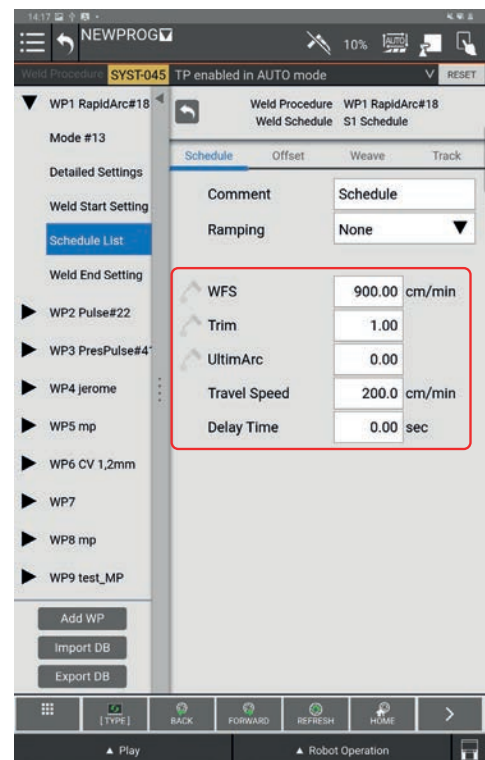 14:17
NEWPROG
10%
AUTO
Weld Procedure SYST-045 TP enabled in AUTO mode RESET
WP1 RapidArc#18
Mode #13
Detailed Settings
Weld Start Setting
Schedule List
Weld End Setting
WP2 Pulse#22
WP3 PresPulse#4
WP4 jerome
WP5 mp
WP6 CV 1,2mm
WP7
WP8 mp
WP9 test_MP
Add WP
Import DB
Export DB
Weld Procedure WP1 RapidArc#18
Weld Schedule S1 Schedule
Schedule Offset Weave Track
Comment Schedule
Ramping None
WFS 900.00 cm/min
Trim 1.00
UltimArc 0.00
Travel Speed 200.0 cm/min
Delay Time 0.00 sec
[TYPE] BACK FORWARD REFRESH HOME
Play Robot Operation